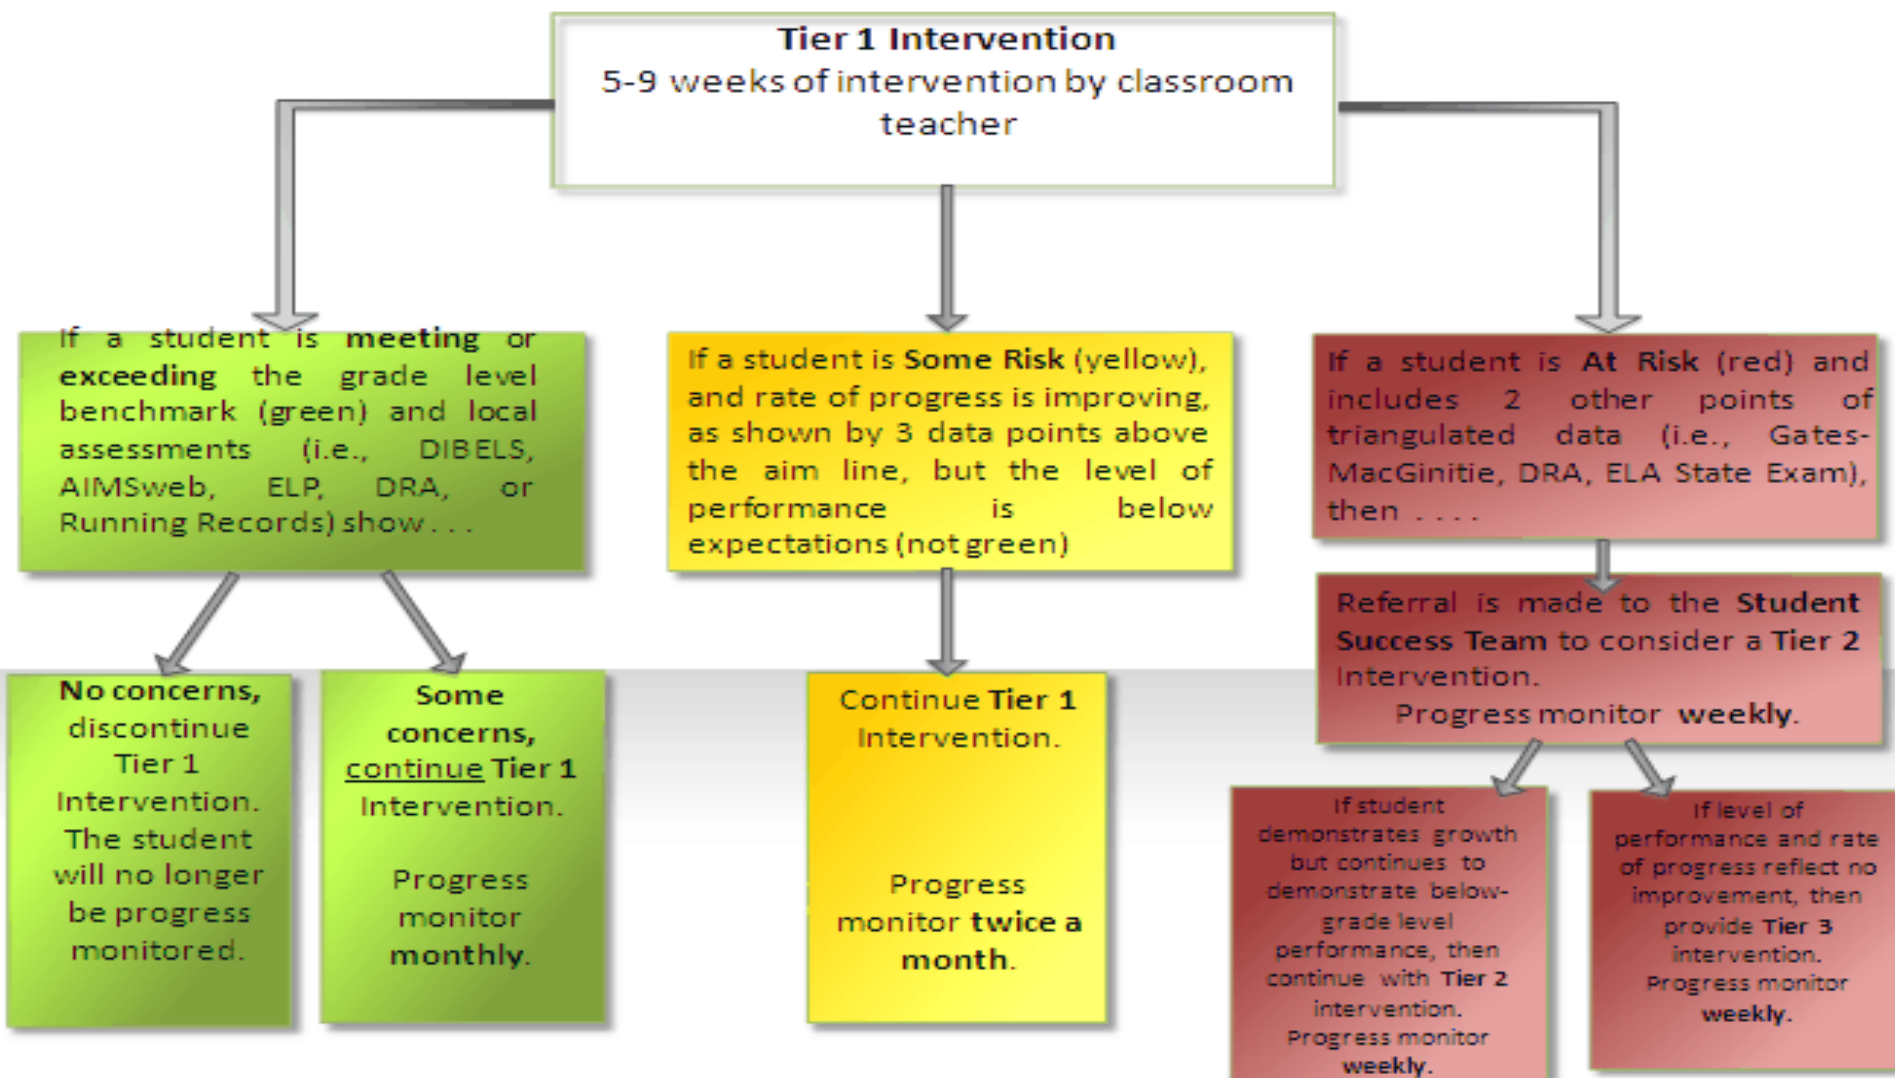 Tier 1 Intervention
5-9 weeks of intervention by classroom
teacher
If a student is meeting or
exceeding the grade level
benchmark (green) and local
assessments (i.e., DIBELS,
AIMSweb, ELP, DRA, or
Running Records) show . . .
If a student is Some Risk (yellow),
and rate of progress is improving,
as shown by 3 data points above
the aim line, but the level of
performance is below
expectations (not green)
If a student is At Risk (red) and
includes 2 other points of
triangulated data (i.e., Gates-
MacGinitie, DRA, ELA State Exam),
then . . . .
Referral is made to the Student
Success Team to consider a Tier 2
Intervention.
Progress monitor weekly.
No concerns,
discontinue
Tier 1
Intervention.
The student
will no longer
be progress
monitored.
Some
concerns,
continue Tier 1
Intervention.
Progress
monitor
monthly.
Continue Tier 1
Intervention.
Progress
monitor twice a
month.
If student
demonstrates growth
but continues to
demonstrate below-
grade level
performance, then
continue with Tier 2
intervention.
Progress monitor
weekly.
If level of
performance and rate
of progress reflect no
improvement, then
provide Tier 3
intervention.
Progress monitor
weekly.